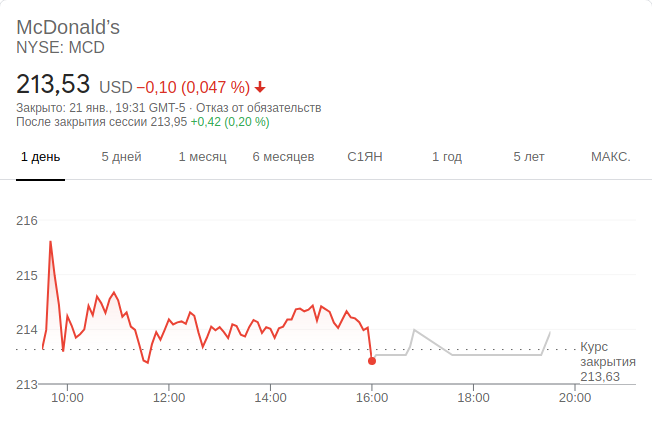 McDonald’s
NYSE: MCD
213,53 USD −0,10 (0,047 %)
Закрыто: 21 янв., 19:31 GMT-5 · Отказ от обязательств
После закрытия сессии 213,95 +0,42 (0,20 %)
1 день 5 дней 1 месяц 6 месяцев С1ЯН 1 год 5 лет МАКС.
216
215
214
213
Курс
закрытия
213,63
10:00 12:00 14:00 16:00 18:00 20:00